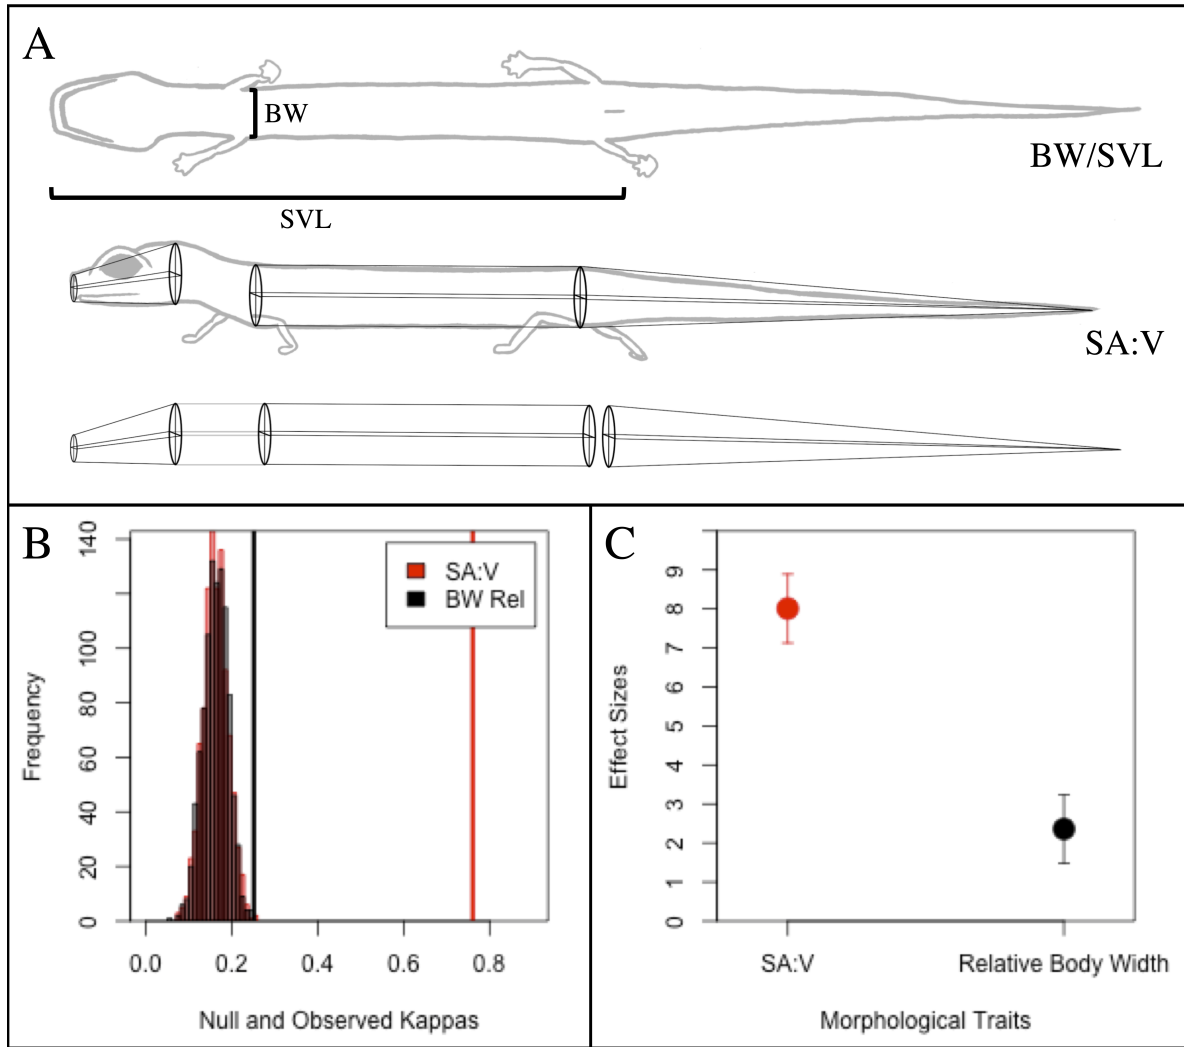 A
BW
BW/SVL
SVL
SA:V
B
140
100
80
60
40
20
0
Frequency
SA:V
BW Rel
0.0 0.2 0.4 0.6 0.8
Null and Observed Kappas
C
9
8
7
6
5
4
3
2
1
0
Effect Sizes
SA:V Relative Body Width
Morphological Traits